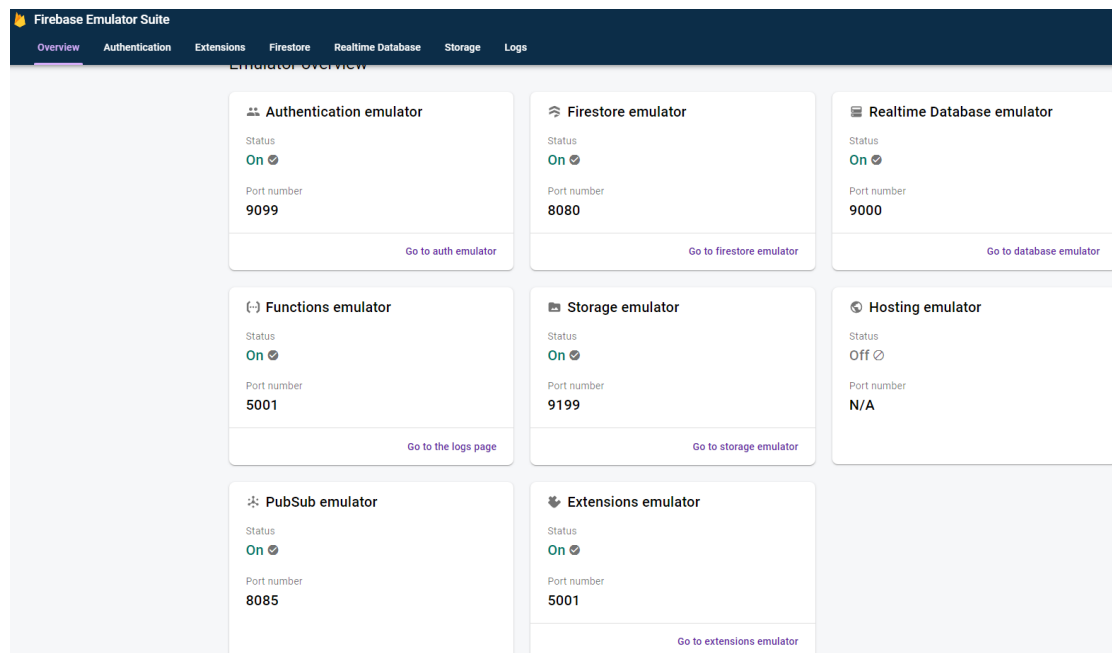 Firebase Emulator Suite
Overview Authentication Extensions Firestore Realtime Database Storage Logs
Emulator overview
Authentication emulator
Status
On
Port number
9099
Go to auth emulator
Firestore emulator
Status
On
Port number
8080
Go to firestore emulator
Realtime Database emulator
Status
On
Port number
9000
Go to database emulator
Functions emulator
Status
On
Port number
5001
Go to the logs page
Storage emulator
Status
On
Port number
9199
Go to storage emulator
Hosting emulator
Status
Off
Port number
N/A
PubSub emulator
Status
On
Port number
8085
Extensions emulator
Status
On
Port number
5001
Go to extensions emulator